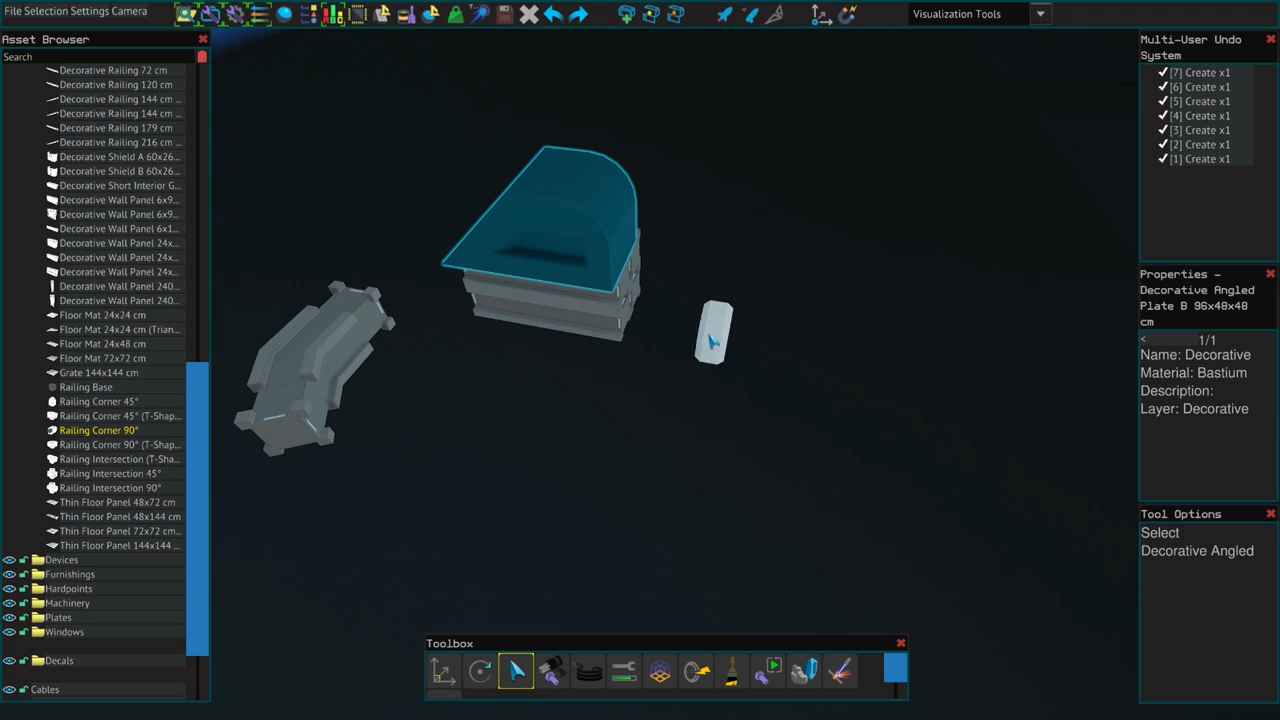 File Selection Settings Camera
Visualization Tools
Asset Browser
Search
Decorative Railing 72 cm
Decorative Railing 120 cm
Decorative Railing 144 cm ...
Decorative Railing 144 cm ...
Decorative Railing 179 cm
Decorative Railing 216 cm ...
Decorative Shield A 60x26...
Decorative Shield B 60x26...
Decorative Short Interior G...
Decorative Wall Panel 6x9...
Decorative Wall Panel 6x9...
Decorative Wall Panel 6x1...
Decorative Wall Panel 24x...
Decorative Wall Panel 24x...
Decorative Wall Panel 24x...
Decorative Wall Panel 240...
Decorative Wall Panel 240...
Floor Mat 24x24 cm
Floor Mat 24x24 cm (Trian...
Floor Mat 24x48 cm
Floor Mat 72x72 cm
Grate 144x144 cm
Railing Base
Railing Corner 45°
Railing Corner 45° (T-Shap...
Railing Corner 90°
Railing Corner 90° (T-Shap...
Railing Intersection (T-Sha...
Railing Intersection 45°
Railing Intersection 90°
Thin Floor Panel 48x72 cm
Thin Floor Panel 48x144 cm
Thin Floor Panel 72x72 cm...
Thin Floor Panel 144x144 ...
Devices
Furnishings
Hardpoints
Machinery
Plates
Windows
Decals
Cables
Toolbox
Multi-User Undo
System
[7] Create x1
[6] Create x1
[5] Create x1
[4] Create x1
[3] Create x1
[2] Create x1
[1] Create x1
Properties -
Decorative Angled
Plate B 96x48x48
cm
< 1/1
Name: Decorative
Material: Bastium
Description:
Layer: Decorative
Tool Options
Select
Decorative Angled